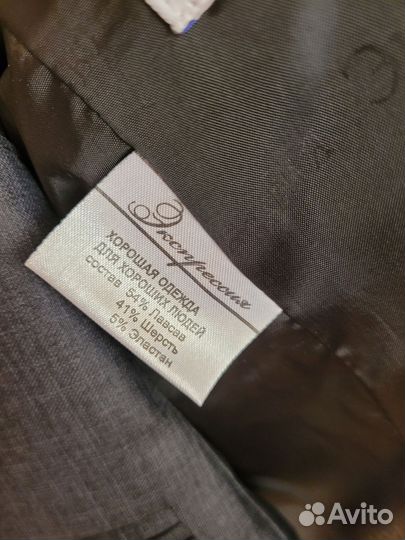 Экспрессия
ХОРОШАЯ ОДЕЖДА
ДЛЯ ХОРОШИХ ЛЮДЕЙ
состав 54% Лавсан
41% Шерсть
5% Эластан
Avito